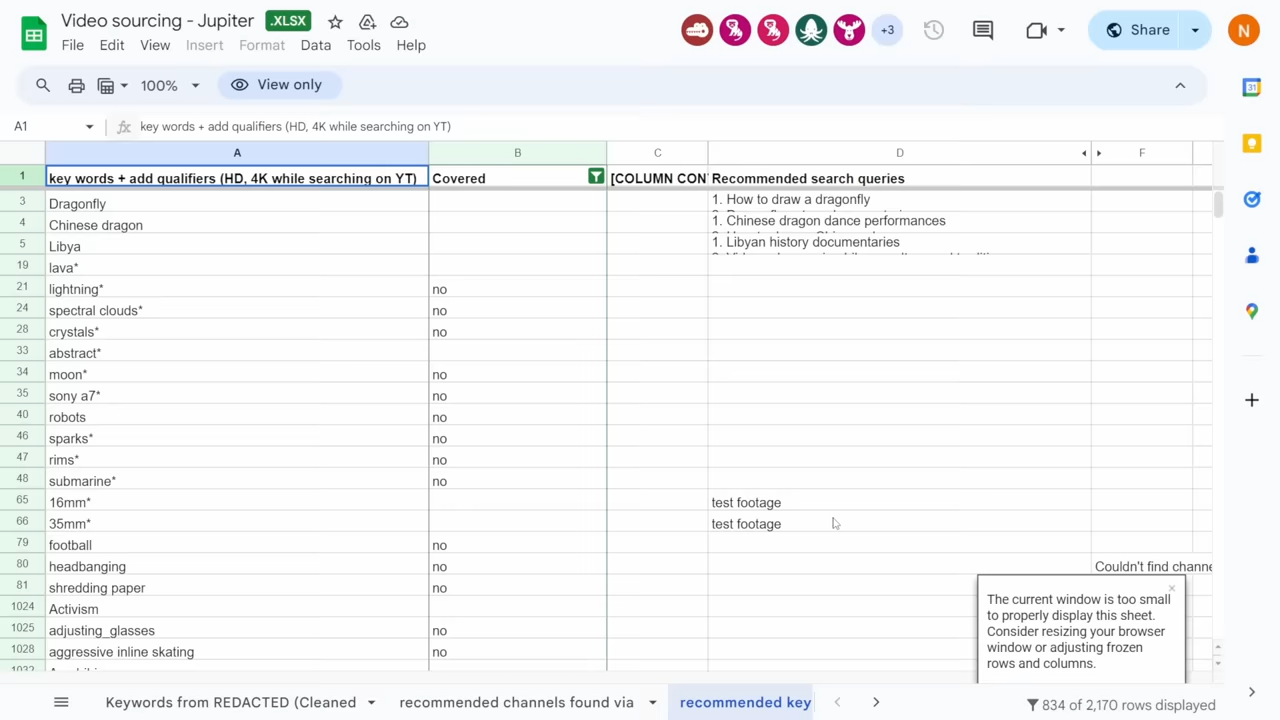 Video sourcing - Jupiter .XLSX
File Edit View Insert Format Data Tools Help
+3
Share
N
100%
View only
31
A1
fx key words + add qualifiers (HD, 4K while searching on YT)
A B C D F
1 key words + add qualifiers (HD, 4K while searching on YT) Covered [COLUMN CON Recommended search queries
3 Dragonfly 1. How to draw a dragonfly
4 Chinese dragon 1. Chinese dragon dance performances
5 Libya 1. Libyan history documentaries
19 lava*
21 lightning* no
24 spectral clouds* no
28 crystals* no
33 abstract*
34 moon* no
35 sony a7* no
40 robots no
46 sparks* no
47 rims* no
48 submarine* no
65 16mm* test footage
66 35mm* test footage
79 football no
80 headbanging no Couldn't find channe
81 shredding paper no
1024 Activism
1025 adjusting_glasses no
1028 aggressive inline skating no
1032
The current window is too small
to properly display this sheet.
Consider resizing your browser
window or adjusting frozen
rows and columns.
Keywords from REDACTED (Cleaned recommended channels found via recommended key
834 of 2,170 rows displayed